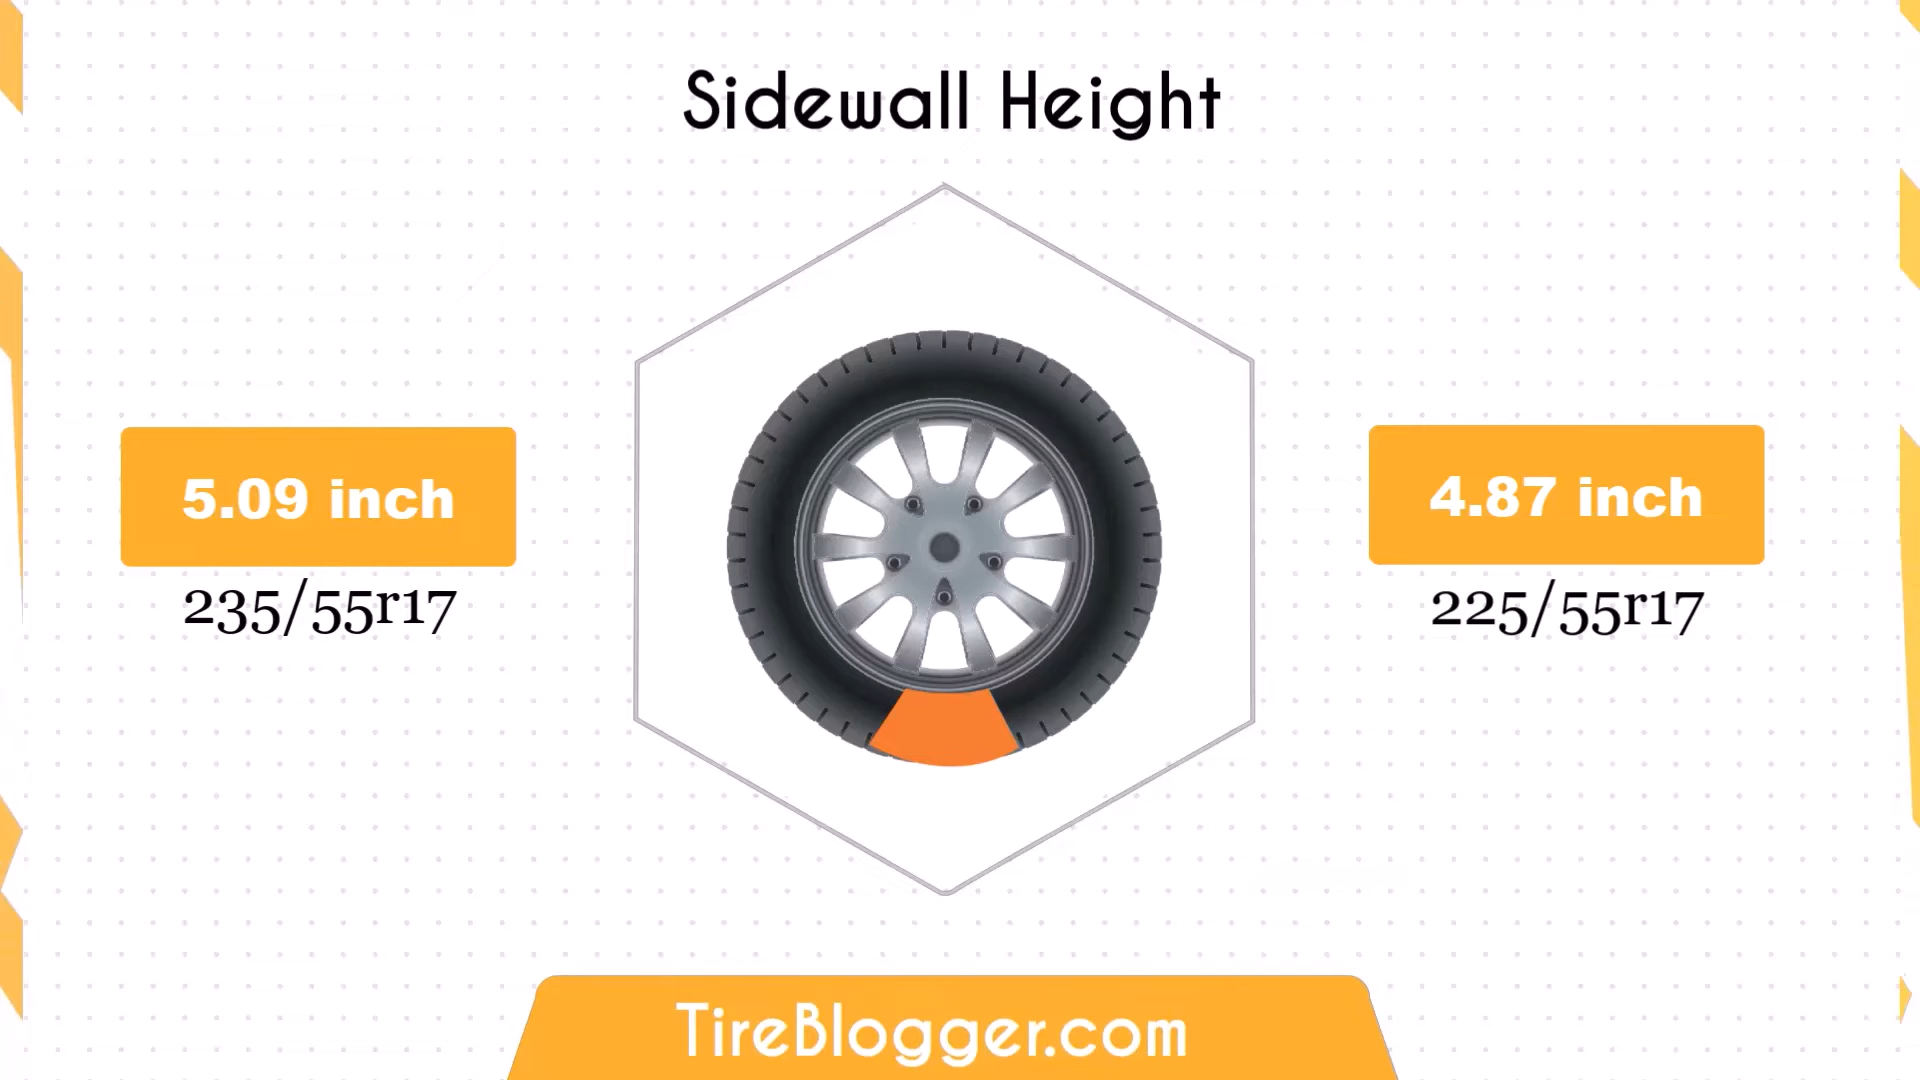 Sidewall Height
5.09 inch
235/55r17
4.87 inch
225/55r17
TireBlogger.com